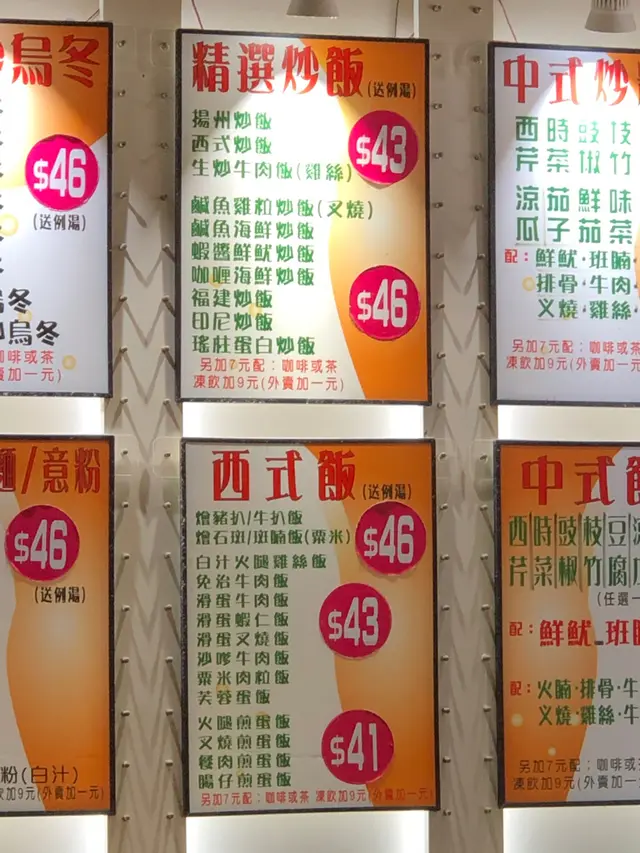 烏冬
$46
(送例湯)
烏冬
烏冬
咖啡或茶
賣加一元)
精選炒飯(送例湯)
揚州炒飯
西式炒飯
生炒牛肉飯(雞絲)
$43
鹹魚雞粒炒飯(叉燒)
鹹魚海鮮炒飯
蝦醬鮮魷炒飯
咖喱海鮮炒飯
福建炒飯
印尼炒飯
瑤柱蛋白炒飯
$46
另加7元配：咖啡或茶
凍飲加9元(外賣加一元)
中式炒
西時豉枝
芹菜椒竹
涼茄鮮味
瓜子茄菜
配：鮮魷·班腩·
排骨·牛肉·
叉燒·雞絲·
另加7元配：咖啡或茶
凍飲加9元(外賣加一
麵/意粉
$46
(送例湯)
粉(白汁)
飲加9元(外賣加一元)
西式飯(送例湯)
燴豬扒/牛扒飯
燴石斑/班腩飯(粟米)
$46
白汁火腿雞絲飯
免治牛肉飯
滑蛋牛肉飯
滑蛋蝦仁飯
滑蛋叉燒飯
沙嗲牛肉飯
粟米肉粒飯
芙蓉蛋飯
$43
火腿煎蛋飯
叉燒煎蛋飯
餐肉煎蛋飯
腸仔煎蛋飯
$41
另加7元配：咖啡或茶 凍飲加9元(外賣加一元)
中式飯
西時豉枝豆涼
芹菜椒竹腐瓜
(任選一
配：鮮魷 班腩
配：火腩·排骨·牛
叉燒·雞絲·牛
另加7元配：咖啡或茶
凍飲加9元(外賣加一元)